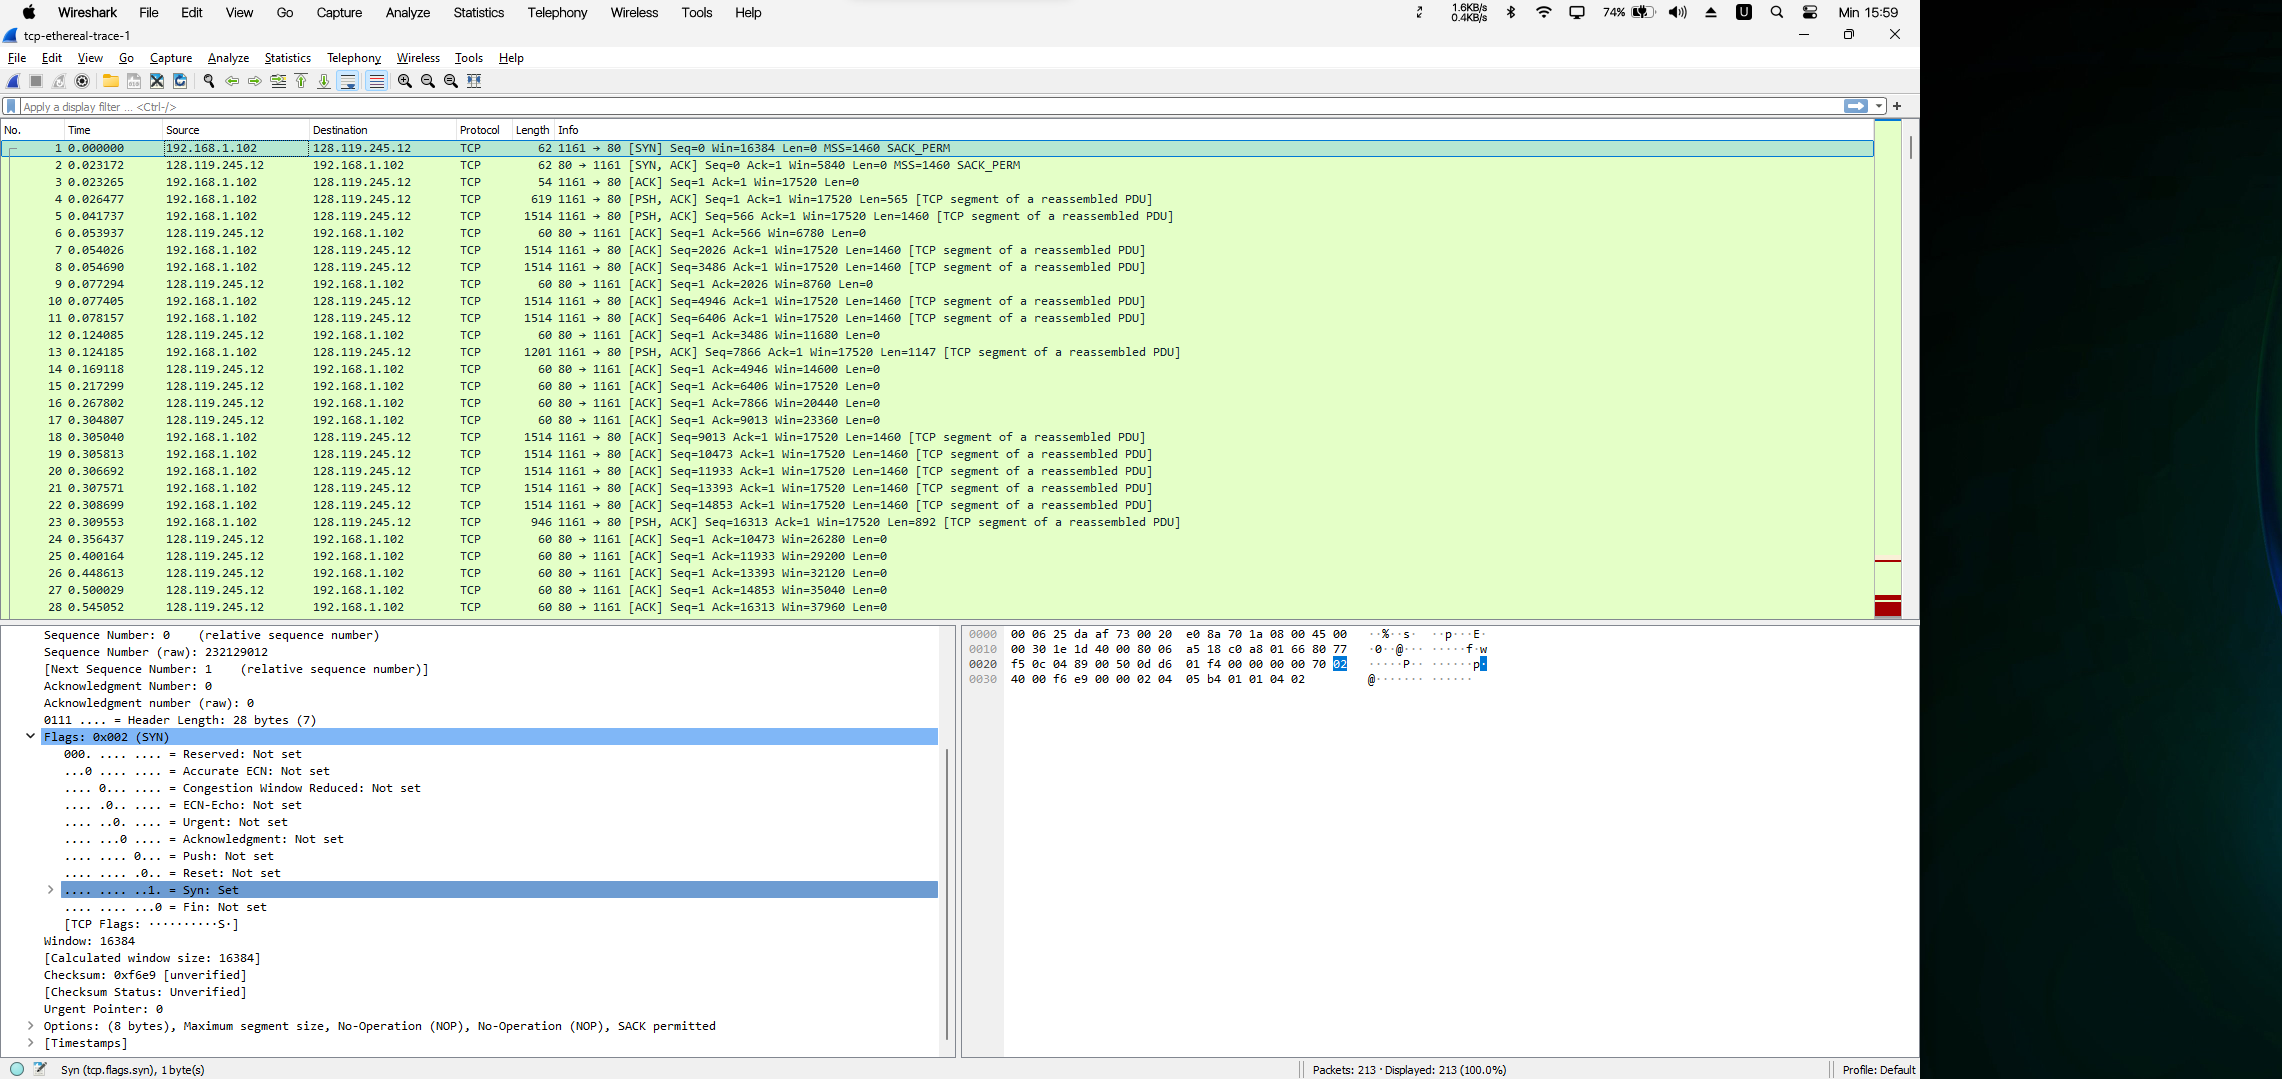 Wireshark File Edit View Go Capture Analyze Statistics Telephony Wireless Tools Help 1.6KB/s 0.4KB/s 74% U Min 15:59
tcp-ethereal-trace-1
File Edit View Go Capture Analyze Statistics Telephony Wireless Tools Help
Apply a display filter ... <Ctrl-/>
No. Time Source Destination Protocol Length Info
1 0.000000 192.168.1.102 128.119.245.12 TCP 62 1161 → 80 [SYN] Seq=0 Win=16384 Len=0 MSS=1460 SACK_PERM
2 0.023172 128.119.245.12 192.168.1.102 TCP 62 80 → 1161 [SYN, ACK] Seq=0 Ack=1 Win=5840 Len=0 MSS=1460 SACK_PERM
3 0.023265 192.168.1.102 128.119.245.12 TCP 54 1161 → 80 [ACK] Seq=1 Ack=1 Win=17520 Len=0
4 0.026477 192.168.1.102 128.119.245.12 TCP 619 1161 → 80 [PSH, ACK] Seq=1 Ack=1 Win=17520 Len=565 [TCP segment of a reassembled PDU]
5 0.041737 192.168.1.102 128.119.245.12 TCP 1514 1161 → 80 [PSH, ACK] Seq=566 Ack=1 Win=17520 Len=1460 [TCP segment of a reassembled PDU]
6 0.053937 128.119.245.12 192.168.1.102 TCP 60 80 → 1161 [ACK] Seq=1 Ack=566 Win=6780 Len=0
7 0.054026 192.168.1.102 128.119.245.12 TCP 1514 1161 → 80 [ACK] Seq=2026 Ack=1 Win=17520 Len=1460 [TCP segment of a reassembled PDU]
8 0.054690 192.168.1.102 128.119.245.12 TCP 1514 1161 → 80 [ACK] Seq=3486 Ack=1 Win=17520 Len=1460 [TCP segment of a reassembled PDU]
9 0.077294 128.119.245.12 192.168.1.102 TCP 60 80 → 1161 [ACK] Seq=1 Ack=2026 Win=8760 Len=0
10 0.077405 192.168.1.102 128.119.245.12 TCP 1514 1161 → 80 [ACK] Seq=4946 Ack=1 Win=17520 Len=1460 [TCP segment of a reassembled PDU]
11 0.078157 192.168.1.102 128.119.245.12 TCP 1514 1161 → 80 [ACK] Seq=6406 Ack=1 Win=17520 Len=1460 [TCP segment of a reassembled PDU]
12 0.124085 128.119.245.12 192.168.1.102 TCP 60 80 → 1161 [ACK] Seq=1 Ack=3486 Win=11680 Len=0
13 0.124185 192.168.1.102 128.119.245.12 TCP 1201 1161 → 80 [PSH, ACK] Seq=7866 Ack=1 Win=17520 Len=1147 [TCP segment of a reassembled PDU]
14 0.169118 128.119.245.12 192.168.1.102 TCP 60 80 → 1161 [ACK] Seq=1 Ack=4946 Win=14600 Len=0
15 0.217299 128.119.245.12 192.168.1.102 TCP 60 80 → 1161 [ACK] Seq=1 Ack=6406 Win=17520 Len=0
16 0.267802 128.119.245.12 192.168.1.102 TCP 60 80 → 1161 [ACK] Seq=1 Ack=7866 Win=20440 Len=0
17 0.304807 128.119.245.12 192.168.1.102 TCP 60 80 → 1161 [ACK] Seq=1 Ack=9013 Win=23360 Len=0
18 0.305040 192.168.1.102 128.119.245.12 TCP 1514 1161 → 80 [ACK] Seq=9013 Ack=1 Win=17520 Len=1460 [TCP segment of a reassembled PDU]
19 0.305813 192.168.1.102 128.119.245.12 TCP 1514 1161 → 80 [ACK] Seq=10473 Ack=1 Win=17520 Len=1460 [TCP segment of a reassembled PDU]
20 0.306692 192.168.1.102 128.119.245.12 TCP 1514 1161 → 80 [ACK] Seq=11933 Ack=1 Win=17520 Len=1460 [TCP segment of a reassembled PDU]
21 0.307571 192.168.1.102 128.119.245.12 TCP 1514 1161 → 80 [ACK] Seq=13393 Ack=1 Win=17520 Len=1460 [TCP segment of a reassembled PDU]
22 0.308699 192.168.1.102 128.119.245.12 TCP 1514 1161 → 80 [ACK] Seq=14853 Ack=1 Win=17520 Len=1460 [TCP segment of a reassembled PDU]
23 0.309553 192.168.1.102 128.119.245.12 TCP 946 1161 → 80 [PSH, ACK] Seq=16313 Ack=1 Win=17520 Len=892 [TCP segment of a reassembled PDU]
24 0.356437 128.119.245.12 192.168.1.102 TCP 60 80 → 1161 [ACK] Seq=1 Ack=10473 Win=26280 Len=0
25 0.400164 128.119.245.12 192.168.1.102 TCP 60 80 → 1161 [ACK] Seq=1 Ack=11933 Win=29200 Len=0
26 0.448613 128.119.245.12 192.168.1.102 TCP 60 80 → 1161 [ACK] Seq=1 Ack=13393 Win=32120 Len=0
27 0.500029 128.119.245.12 192.168.1.102 TCP 60 80 → 1161 [ACK] Seq=1 Ack=14853 Win=35040 Len=0
28 0.545052 128.119.245.12 192.168.1.102 TCP 60 80 → 1161 [ACK] Seq=1 Ack=16313 Win=37960 Len=0
Sequence Number: 0 (relative sequence number)
Sequence Number (raw): 232129012
[Next Sequence Number: 1 (relative sequence number)]
Acknowledgment Number: 0
Acknowledgment number (raw): 0
0111 .... = Header Length: 28 bytes (7)
Flags: 0x002 (SYN)
000. .... .... = Reserved: Not set
...0 .... .... = Accurate ECN: Not set
.... 0... .... = Congestion Window Reduced: Not set
.... .0.. .... = ECN-Echo: Not set
.... ..0. .... = Urgent: Not set
.... ...0 .... = Acknowledgment: Not set
.... .... 0... = Push: Not set
.... .... .0.. = Reset: Not set
.... .... ..1. = Syn: Set
.... .... ...0 = Fin: Not set
[TCP Flags: ··········S·]
Window: 16384
[Calculated window size: 16384]
Checksum: 0xf6e9 [unverified]
[Checksum Status: Unverified]
Urgent Pointer: 0
Options: (8 bytes), Maximum segment size, No-Operation (NOP), No-Operation (NOP), SACK permitted
[Timestamps]
0000 00 06 25 da af 73 00 20 e0 8a 70 1a 08 00 45 00 ··%··s· ··p···E·
0010 00 30 1e 1d 40 00 80 06 a5 18 c0 a8 01 66 80 77 ·0··@··· ·····f·w
0020 f5 0c 04 89 00 50 0d d6 01 f4 00 00 00 00 70 02 ·····P·· ······p·
0030 40 00 f6 e9 00 00 02 04 05 b4 01 01 04 02 @······· ······
Syn (tcp.flags.syn), 1 byte(s) Packets: 213 · Displayed: 213 (100.0%) Profile: Default